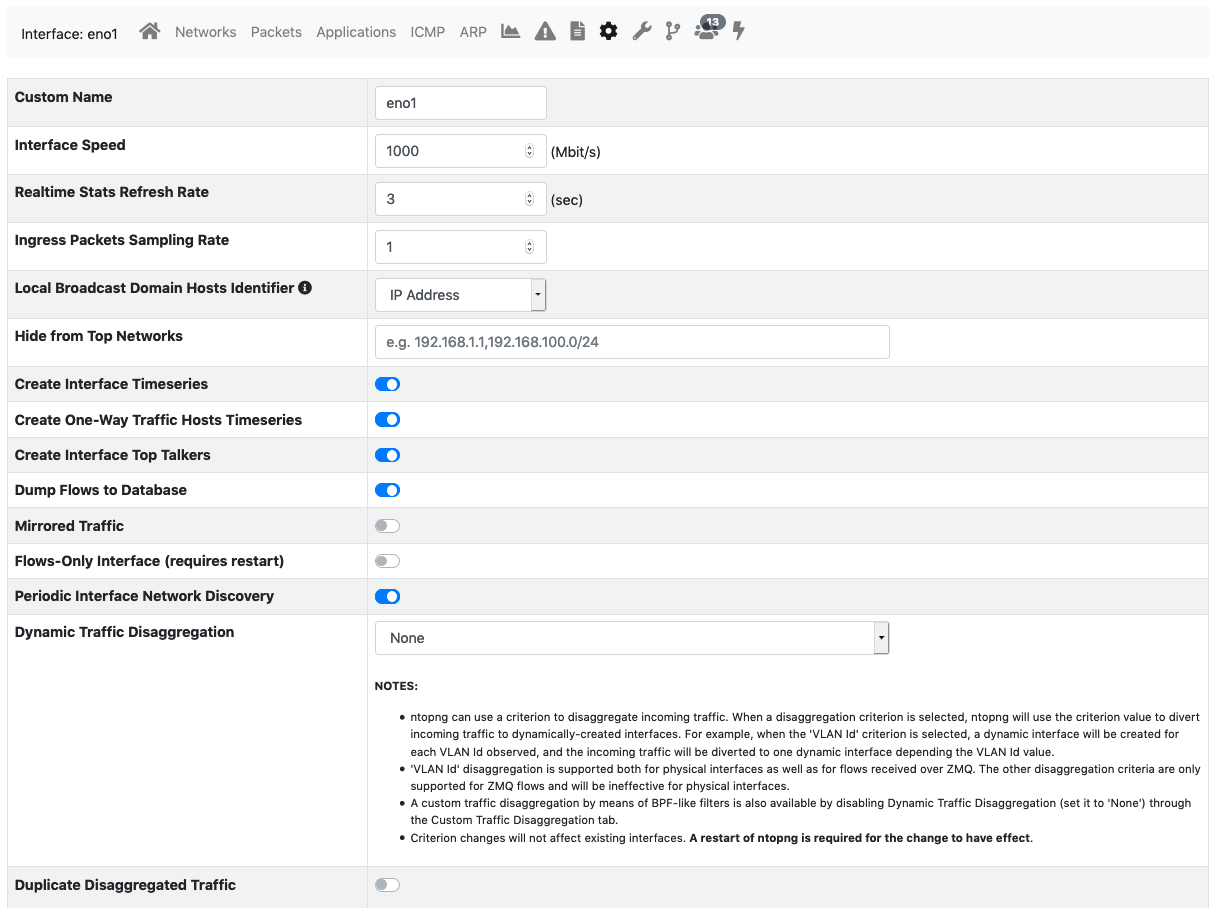 Interface: eno1 Networks Packets Applications ICMP ARP 13
Custom Name eno1
Interface Speed 1000 (Mbit/s)
Realtime Stats Refresh Rate 3 (sec)
Ingress Packets Sampling Rate 1
Local Broadcast Domain Hosts Identifier IP Address
Hide from Top Networks e.g. 192.168.1.1,192.168.100.0/24
Create Interface Timeseries
Create One-Way Traffic Hosts Timeseries
Create Interface Top Talkers
Dump Flows to Database
Mirrored Traffic
Flows-Only Interface (requires restart)
Periodic Interface Network Discovery
Dynamic Traffic Disaggregation None
NOTES:
• ntopng can use a criterion to disaggregate incoming traffic. When a disaggregation criterion is selected, ntopng will use the criterion value to divert
incoming traffic to dynamically-created interfaces. For example, when the 'VLAN Id' criterion is selected, a dynamic interface will be created for
each VLAN Id observed, and the incoming traffic will be diverted to one dynamic interface depending the VLAN Id value.
• 'VLAN Id' disaggregation is supported both for physical interfaces as well as for flows received over ZMQ. The other disaggregation criteria are only
supported for ZMQ flows and will be ineffective for physical interfaces.
• A custom traffic disaggregation by means of BPF-like filters is also available by disabling Dynamic Traffic Disaggregation (set it to 'None') through
the Custom Traffic Disaggregation tab.
• Criterion changes will not affect existing interfaces. A restart of ntopng is required for the change to have effect.
Duplicate Disaggregated Traffic